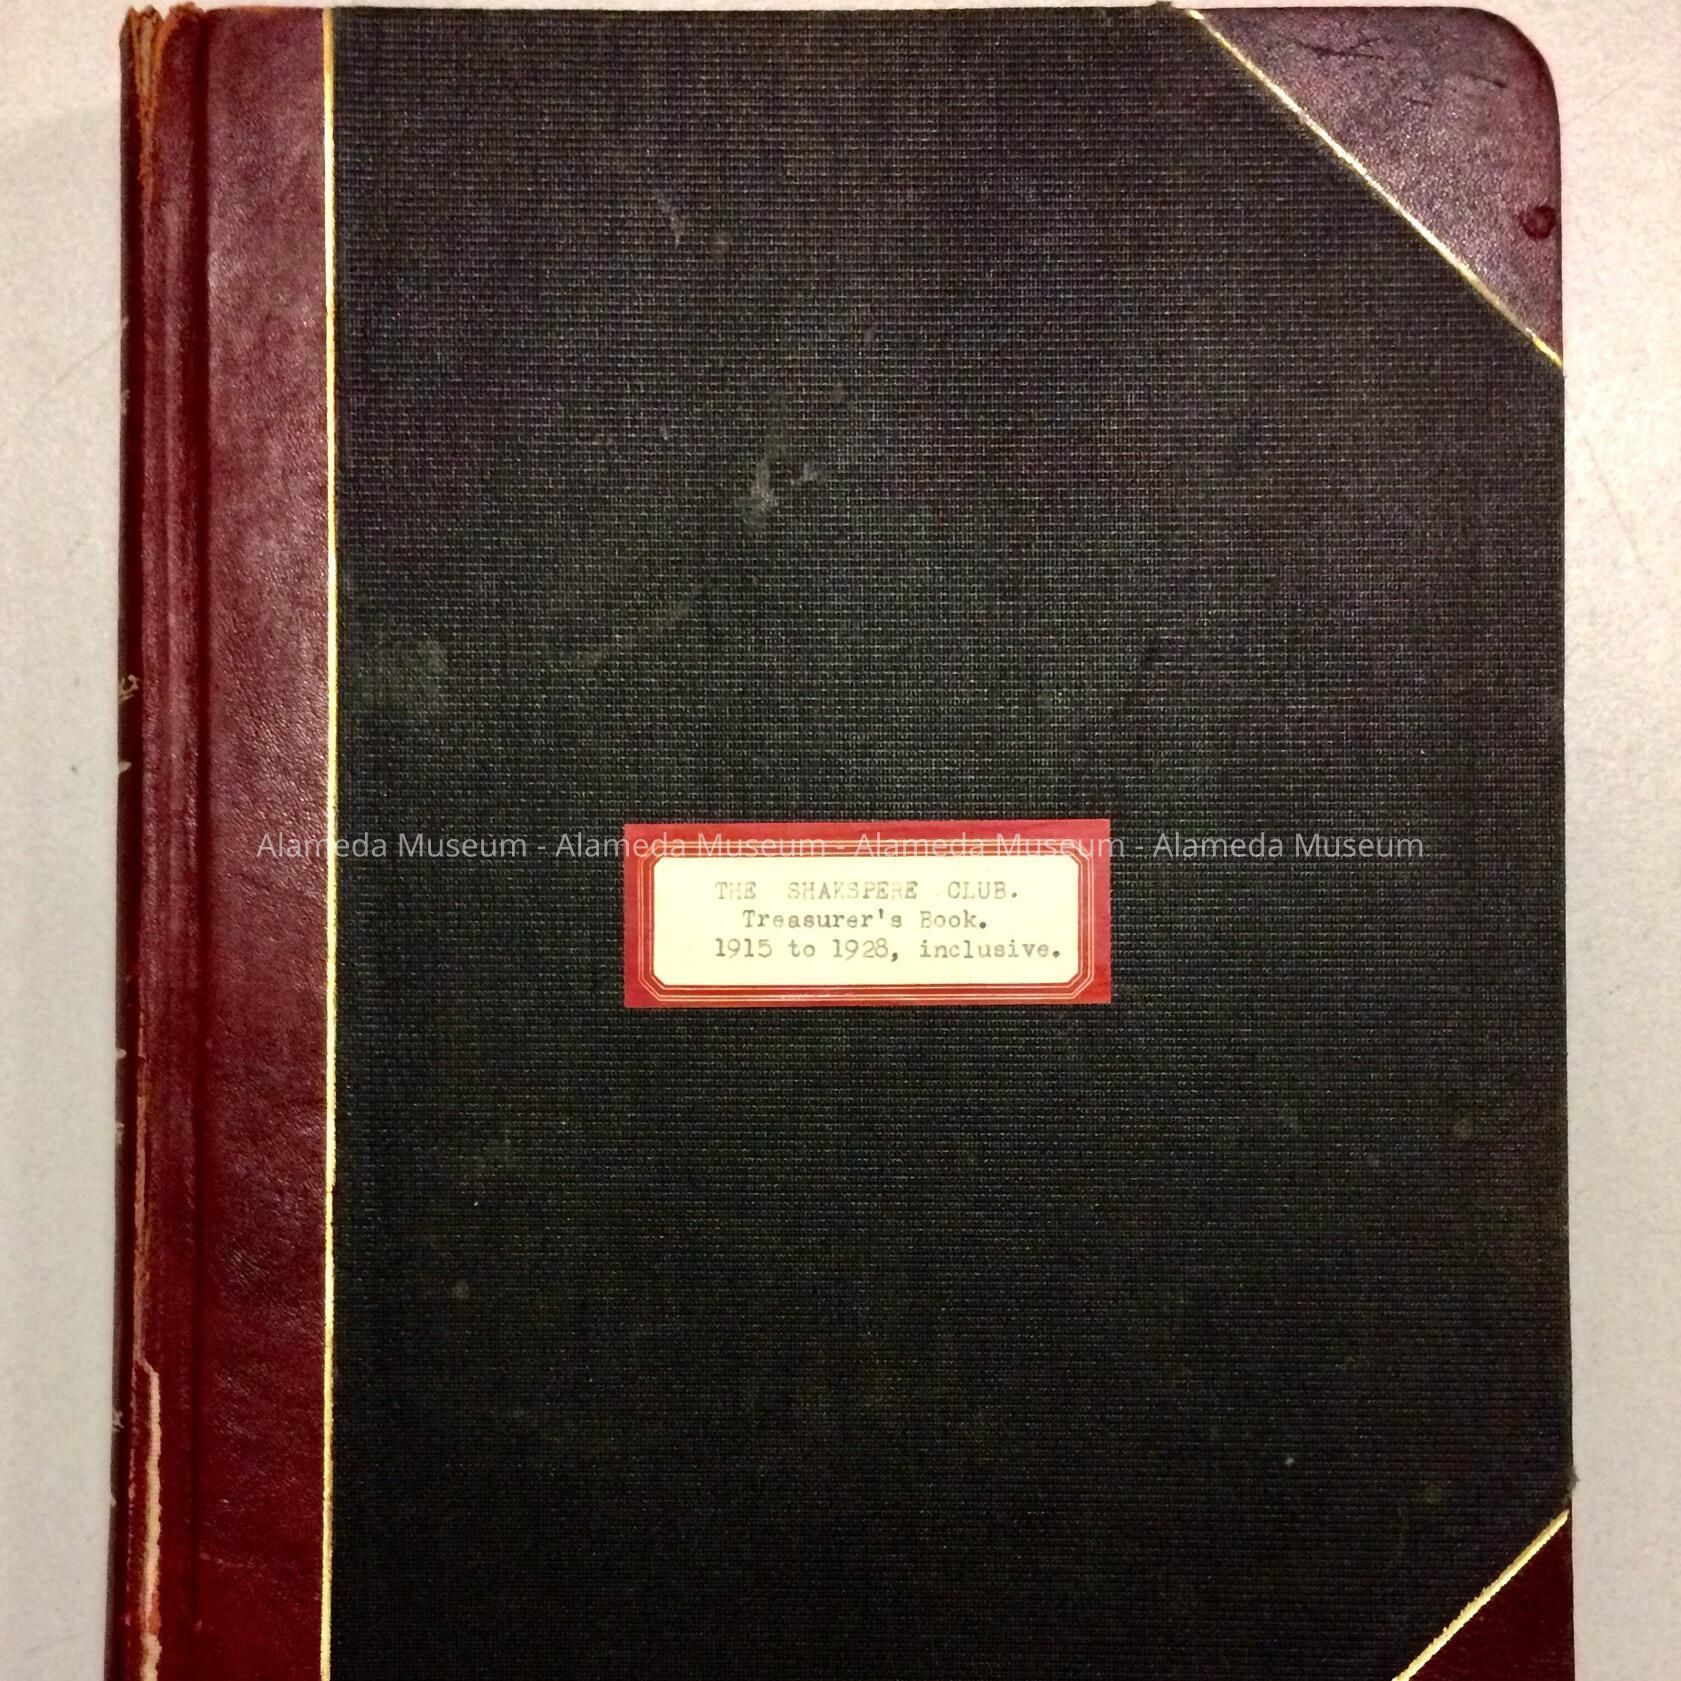 Alameda Museum - Alameda Museum - Alameda Museum - Alameda Museum
THE SHAKSPERE CLUB.
Treasurer's Book.
1915 to 1928, inclusive.